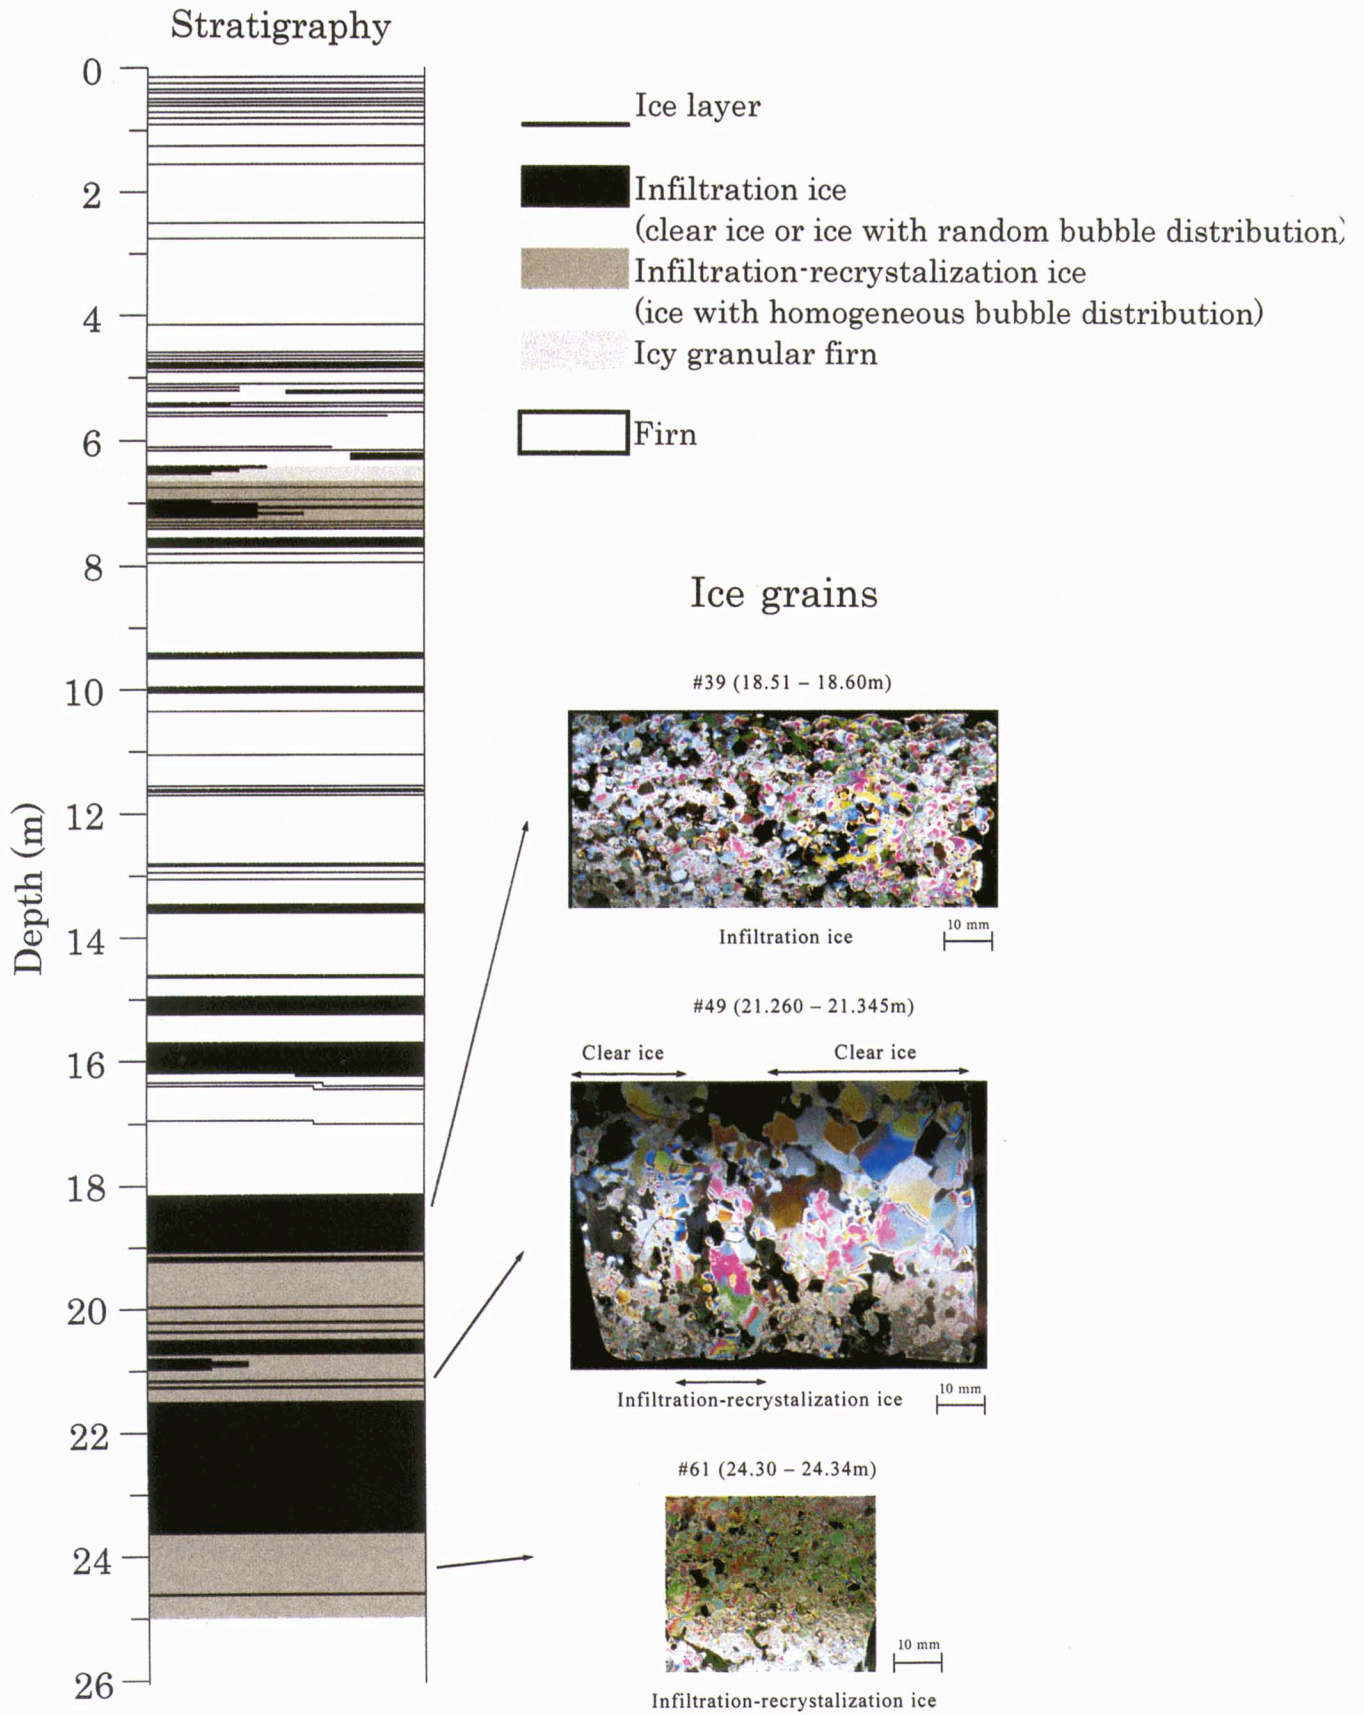 Stratigraphy
0
2
4
6
8
10
12
14
16
18
20
22
24
26
Depth (m)
Ice layer
Infiltration ice
(clear ice or ice with random bubble distribution)
Infiltration-recrystalization ice
(ice with homogeneous bubble distribution)
Icy granular firn
Firn
Ice grains
#39 (18.51 – 18.60m)
Infiltration ice
10 mm
#49 (21.260 – 21.345m)
Clear ice
Clear ice
Infiltration-recrystalization ice
10 mm
#61 (24.30 – 24.34m)
10 mm
Infiltration-recrystalization ice